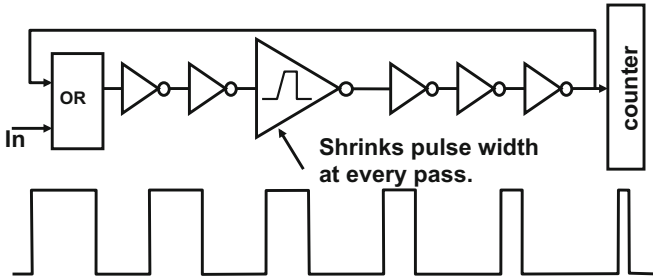 OR
In
counter
Shrinks pulse width
at every pass.